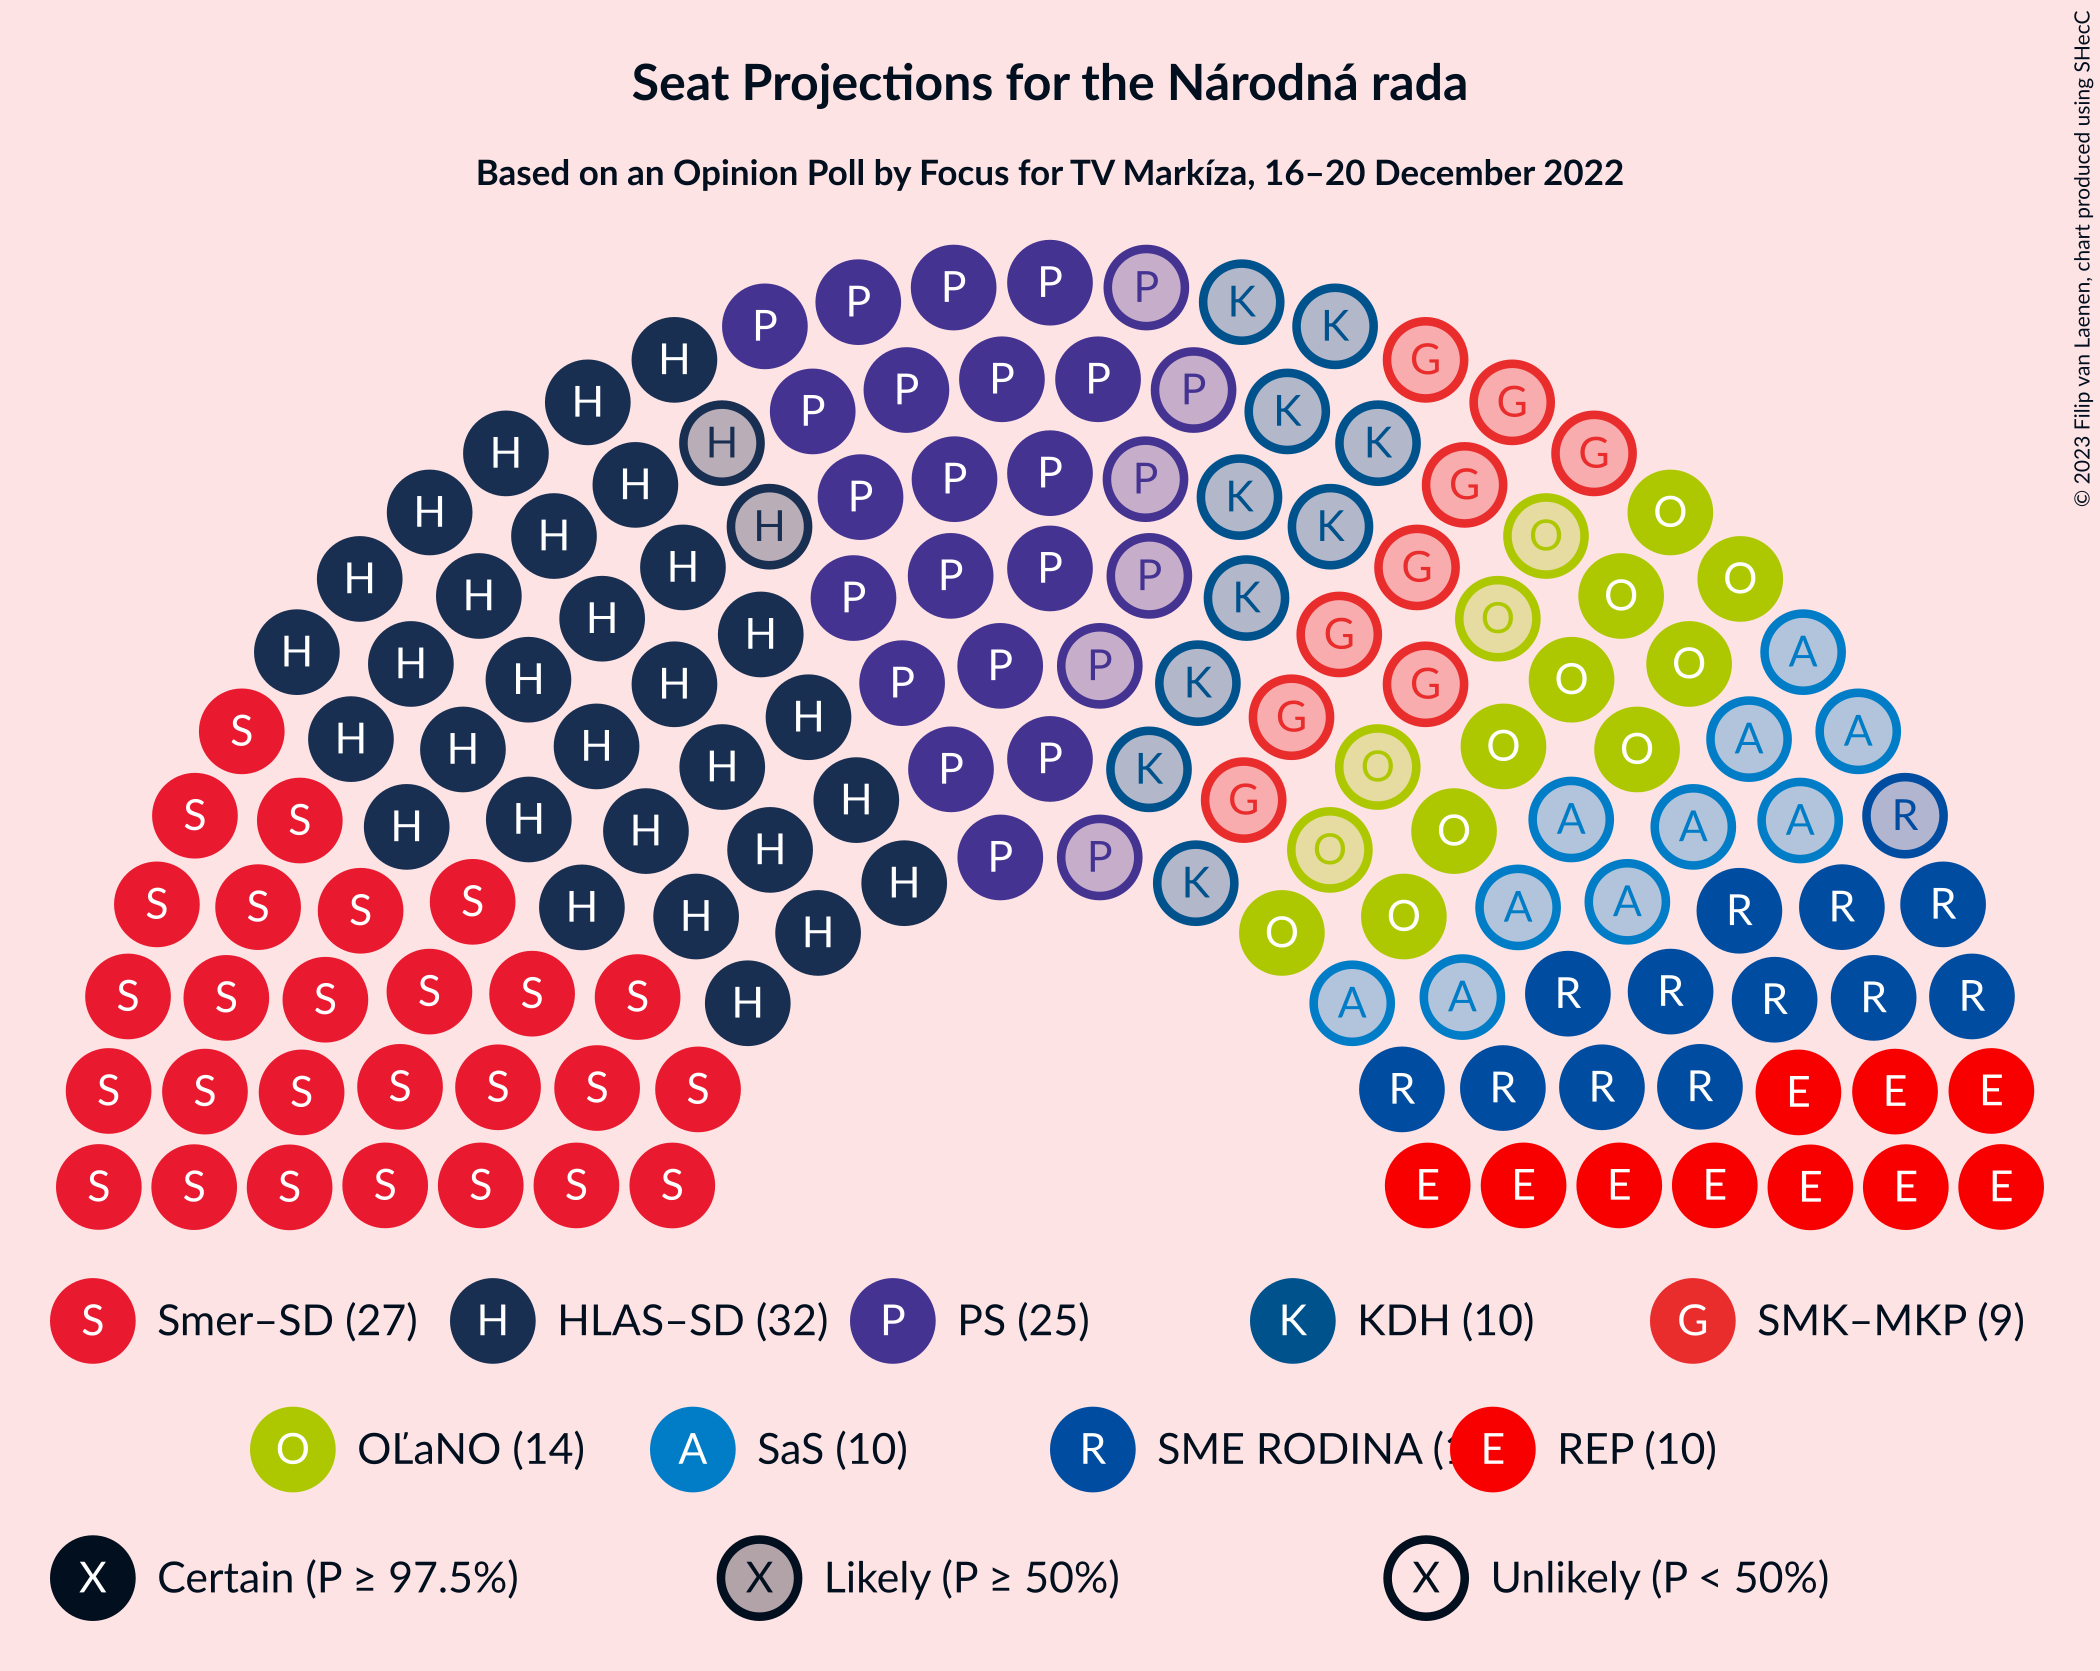 Seat Projections for the Národná rada
Based on an Opinion Poll by Focus for TV Markíza, 16–20 December 2022
© 2023 Filip van Laenen, chart produced using SHecC
P P P P P K K
H P P P P P K K G G G
H H H H P P P P K K G O O
H H H H P P P P K G G O O O
H H H H H P P P K G G O O O A
S H H H H H P P K G O O O A A
S S H H H H H P P K O O A A A R
S S S S H H H O O A A R R R
S S S S S S H A A R R R R R
S S S S S S S R R R R E E E
S S S S S S S E E E E E E E
S Smer–SD (27) H HLAS–SD (32) P PS (25) K KDH (10) G SMK–MKP (9)
O OĽaNO (14) A SaS (10) R SME RODINA ( E REP (10)
X Certain (P ≥ 97.5%) X Likely (P ≥ 50%) X Unlikely (P < 50%)